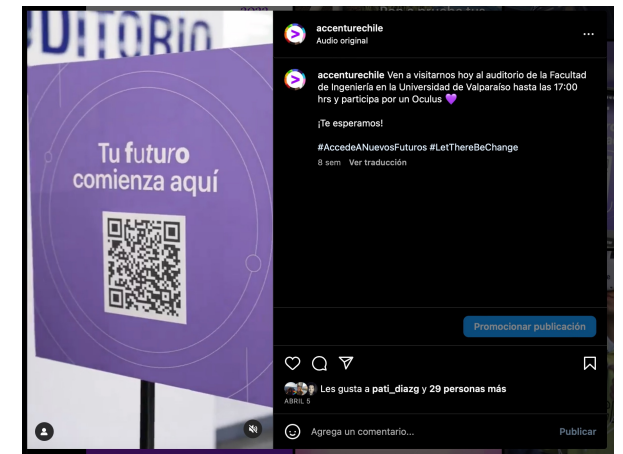 DITORIO
Tu futuro
comienza aquí
accenturechile
Audio original
accenturechile Ven a visitarnos hoy al auditorio de la Facultad
de Ingeniería en la Universidad de Valparaíso hasta las 17:00
hrs y participa por un Oculus 💜
¡Te esperamos!
#AccedeANuevosFuturos #LetThereBeChange
8 sem Ver traducción
Promocionar publicación
Les gusta a pati_diazg y 29 personas más
ABRIL 5
Agrega un comentario...
Publicar